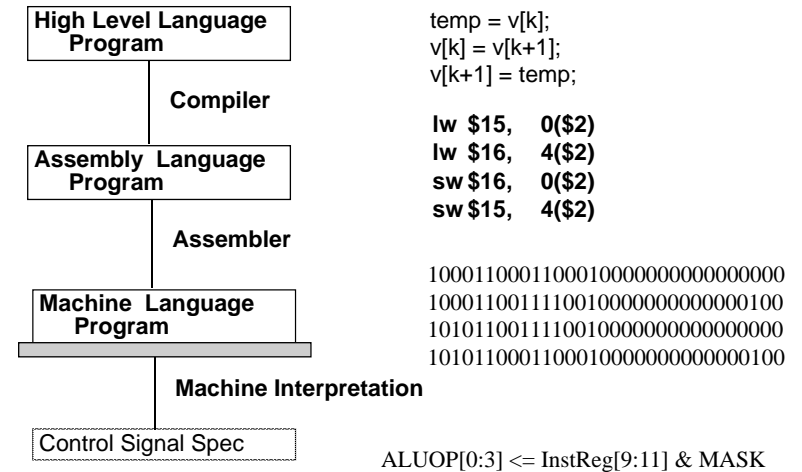 High Level Language
Program
temp = v[k];
v[k] = v[k+1];
v[k+1] = temp;
Compiler
lw $15, 0($2)
lw $16, 4($2)
sw $16, 0($2)
sw $15, 4($2)
Assembly Language
Program
Assembler
10001100011000100000000000000000
10001100111100100000000000000100
10101100111100100000000000000000
10101100011000100000000000000100
Machine Language
Program
Machine Interpretation
Control Signal Spec
ALUOP[0:3] <= InstReg[9:11] & MASK